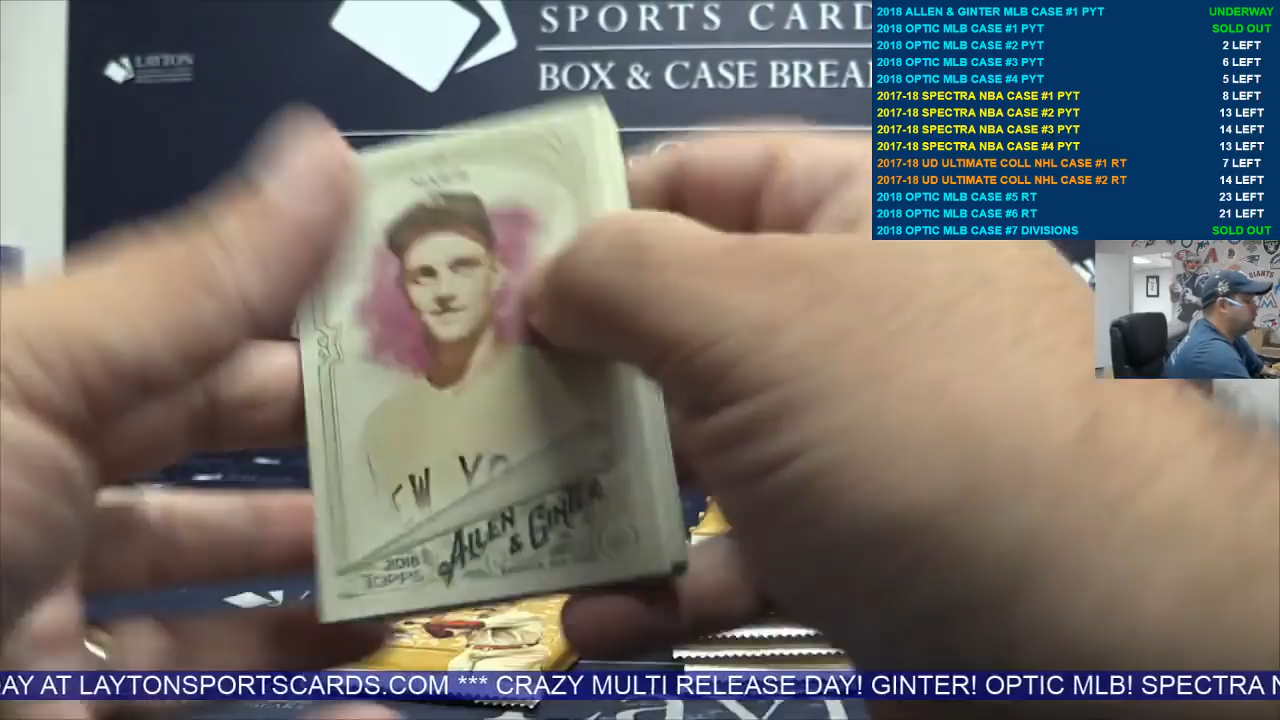 LAYTON
SPORTS CARD
BOX & CASE BREA
2018 ALLEN & GINTER MLB CASE #1 PYT UNDERWAY
2018 OPTIC MLB CASE #1 PYT SOLD OUT
2018 OPTIC MLB CASE #2 PYT 2 LEFT
2018 OPTIC MLB CASE #3 PYT 6 LEFT
2018 OPTIC MLB CASE #4 PYT 5 LEFT
2017-18 SPECTRA NBA CASE #1 PYT 8 LEFT
2017-18 SPECTRA NBA CASE #2 PYT 13 LEFT
2017-18 SPECTRA NBA CASE #3 PYT 14 LEFT
2017-18 SPECTRA NBA CASE #4 PYT 13 LEFT
2017-18 UD ULTIMATE COLL NHL CASE #1 RT 7 LEFT
2017-18 UD ULTIMATE COLL NHL CASE #2 RT 14 LEFT
2018 OPTIC MLB CASE #5 RT 23 LEFT
2018 OPTIC MLB CASE #6 RT 21 LEFT
2018 OPTIC MLB CASE #7 DIVISIONS SOLD OUT
GIANTS
EW YO
2018 TOPPS ALLEN & GINTER
AY AT LAYTONSPORTSCARDS.COM *** CRAZY MULTI RELEASE DAY! GINTER! OPTIC MLB! SPECTRA N